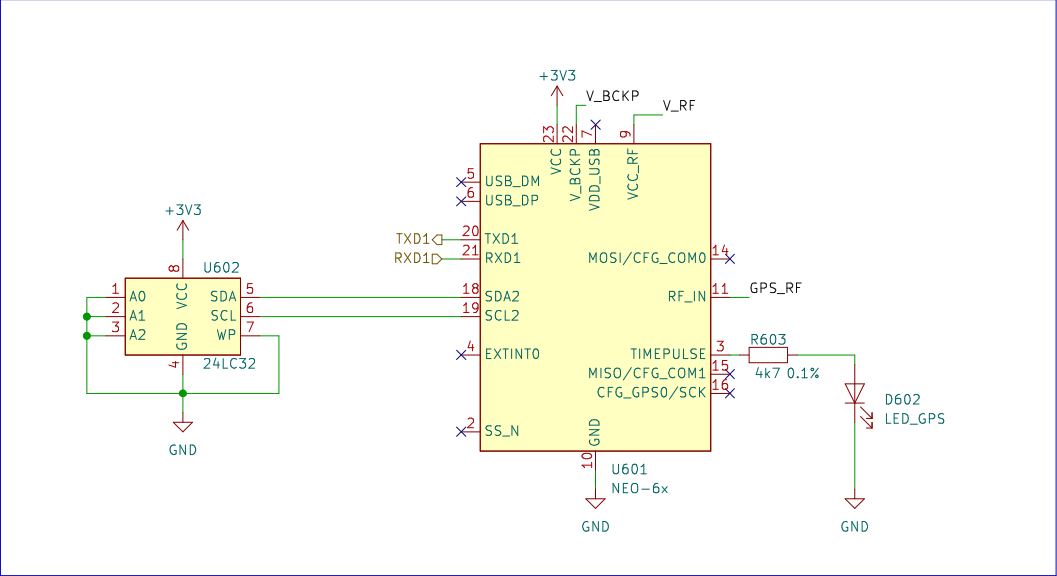 +3V3
V_BCKP
V_RF
23
22
7
9
VCC
V_BCKP
VDD_USB
VCC_RF
5
USB_DM
6
USB_DP
TXD1
20
TXD1
RXD1
21
RXD1
MOSI/CFG_COM0
14
18
SDA2
19
SCL2
RF_IN
11
GPS_RF
4
EXTINT0
TIMEPULSE
3
MISO/CFG_COM1
15
CFG_GPS0/SCK
16
2
SS_N
GND
10
U601
NEO-6x
GND
+3V3
8
U602
1
A0
2
A1
3
A2
VCC
GND
SDA
5
SCL
6
WP
7
4
24LC32
GND
R603
4k7 0.1%
D602
LED_GPS
GND